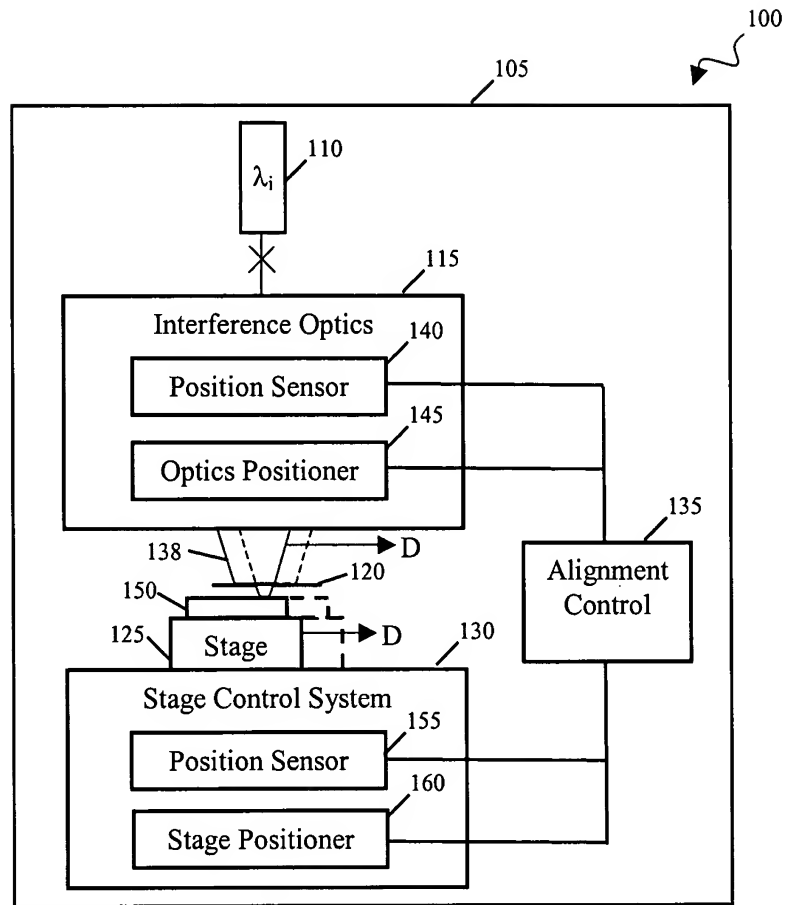 100
105
110
λi
115
Interference Optics
140
Position Sensor
145
Optics Positioner
135
138
D
120
Alignment
Control
150
125
Stage
D
130
Stage Control System
155
Position Sensor
160
Stage Positioner